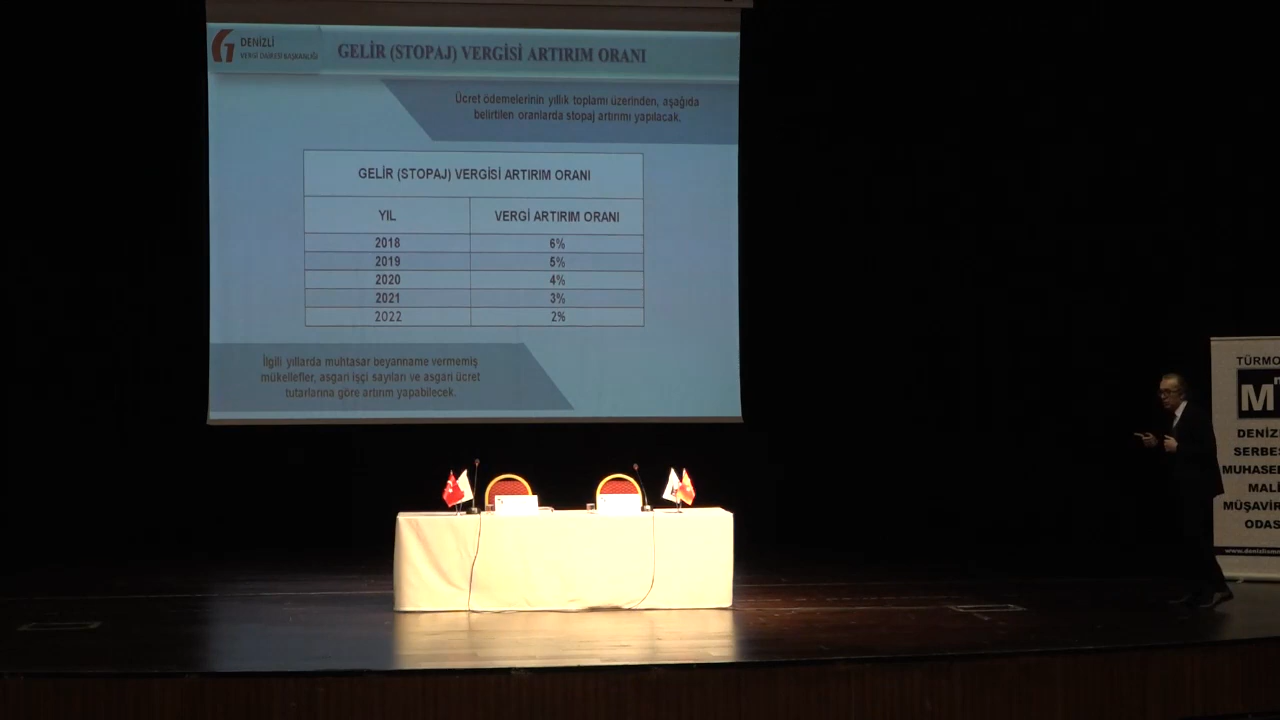 DENİZLİ
VERGİ DAİRESİ BAŞKANLIĞI
GELİR (STOPAJ) VERGİSİ ARTIRIM ORANI
Ücret ödemelerinin yıllık toplamı üzerinden, aşağıda
belirtilen oranlarda stopaj artırımı yapılacak.
GELİR (STOPAJ) VERGİSİ ARTIRIM ORANI
YIL VERGİ ARTIRIM ORANI
2018 6%
2019 5%
2020 4%
2021 3%
2022 2%
İlgili yıllarda muhtasar beyanname vermemiş
mükellefler, asgari işçi sayıları ve asgari ücret
tutarlarına göre artırım yapabilecek.
TÜRMO
M
DENİZ
SERBES
MUHASE
MALİ
MÜŞAVİR
ODAS